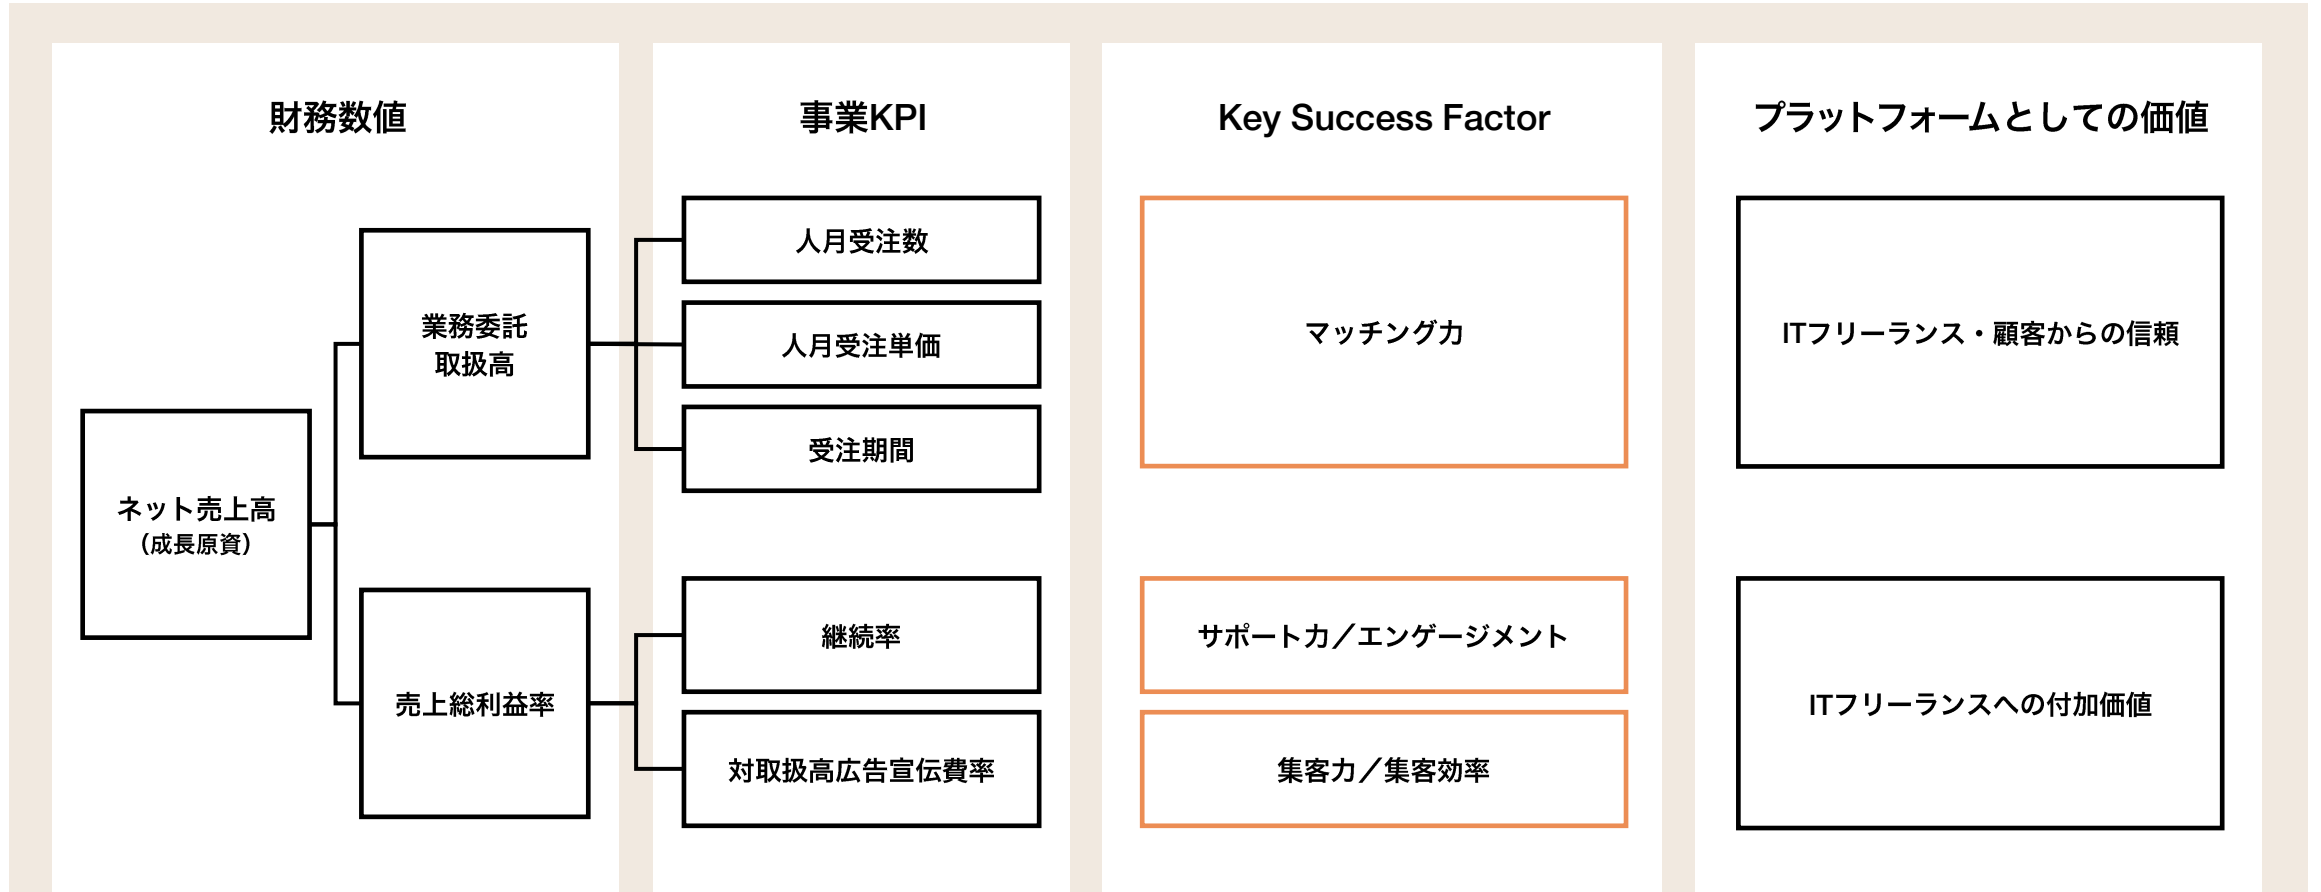 財務数値
事業KPI
Key Success Factor
プラットフォームとしての価値
ネット売上高
（成長原資）
業務委託
取扱高
売上総利益率
人月受注数
人月受注単価
受注期間
継続率
対取扱高広告宣伝費率
マッチング力
サポート力／エンゲージメント
集客力／集客効率
ITフリーランス・顧客からの信頼
ITフリーランスへの付加価値